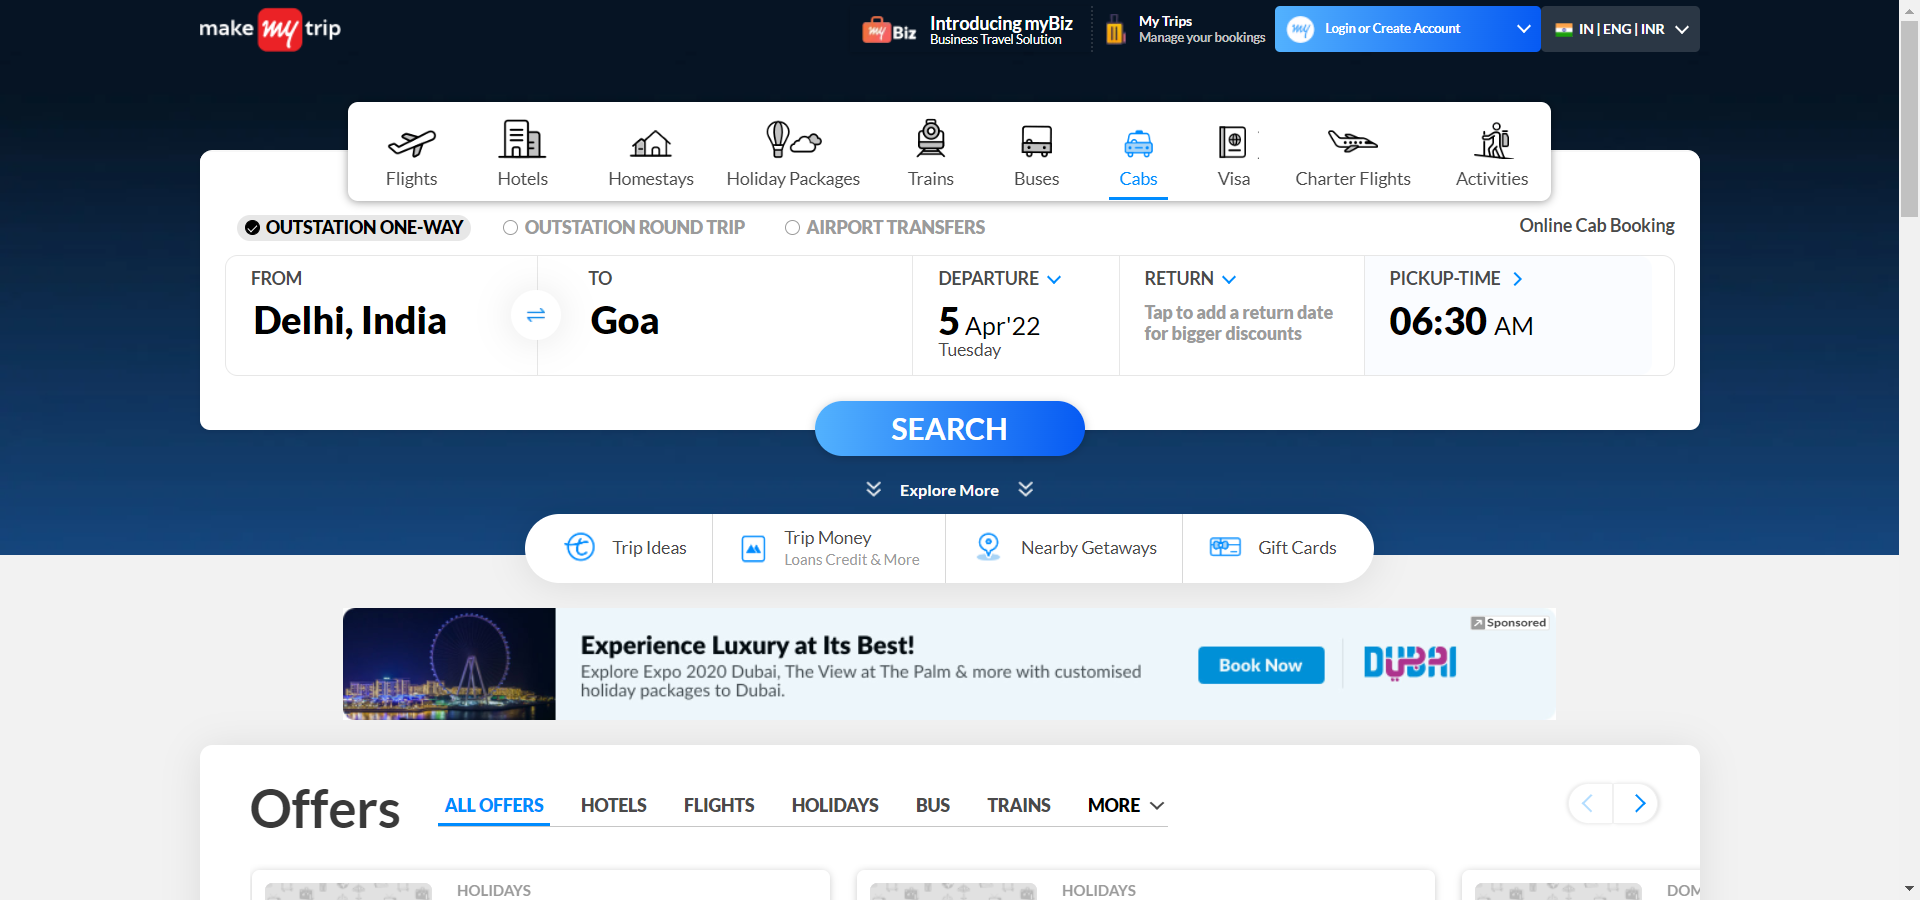 make my trip
my Biz
Introducing myBiz
Business Travel Solution
My Trips
Manage your bookings
my
Login or Create Account
IN | ENG | INR
Flights
Hotels
Homestays
Holiday Packages
Trains
Buses
Cabs
Visa
Charter Flights
Activities
OUTSTATION ONE-WAY
OUTSTATION ROUND TRIP
AIRPORT TRANSFERS
Online Cab Booking
FROM
Delhi, India
TO
Goa
DEPARTURE
5 Apr'22
Tuesday
RETURN
Tap to add a return date
for bigger discounts
PICKUP-TIME
06:30 AM
SEARCH
Explore More
Trip Ideas
Trip Money
Loans Credit & More
Nearby Getaways
Gift Cards
Experience Luxury at Its Best!
Explore Expo 2020 Dubai, The View at The Palm & more with customised
holiday packages to Dubai.
Book Now
Sponsored
DUBAI
Offers
ALL OFFERS
HOTELS
FLIGHTS
HOLIDAYS
BUS
TRAINS
MORE
HOLIDAYS
HOLIDAYS
DOM